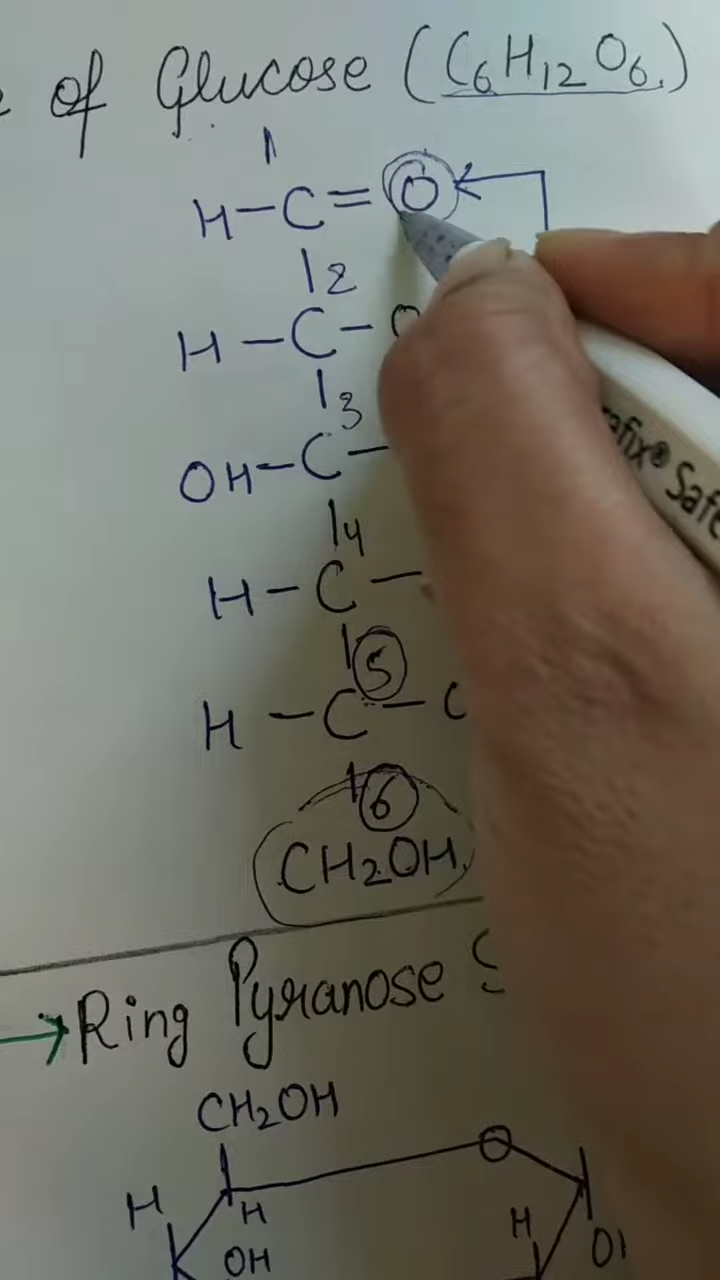 of Glucose (C6H12O6)
1
H-C=O
2
H-C-O
3
OH-C-
4
H-C-
5
H-C-
6
CH2OH
→ Ring Pyranose
CH2OH
O
H
H
H
OH